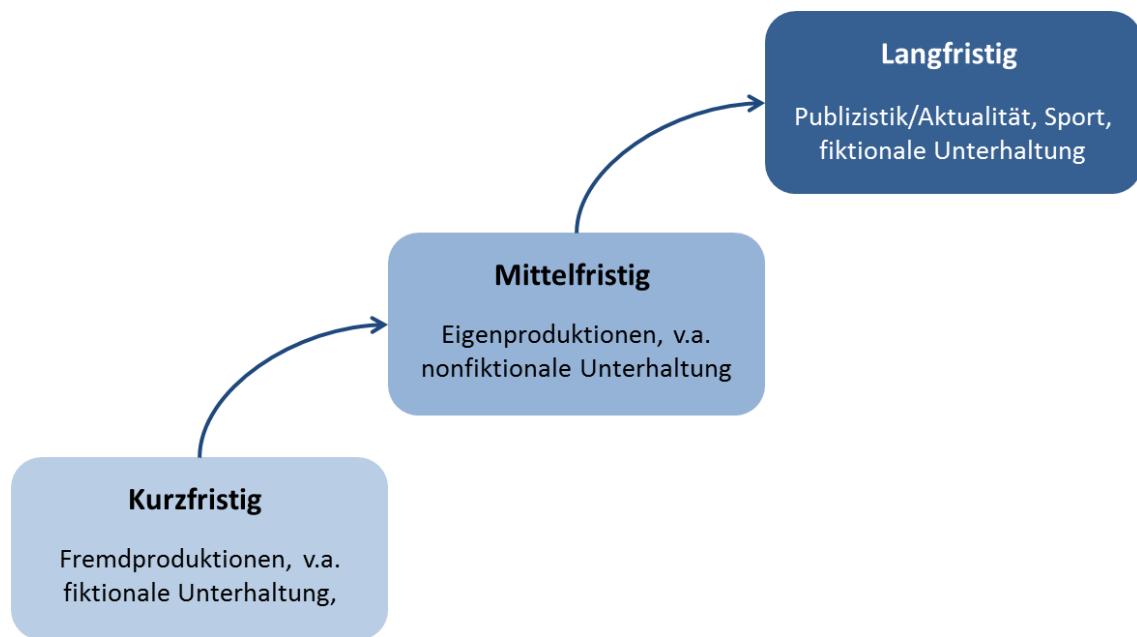 Langfristig
Publizistik/Aktualität, Sport,
fiktionale Unterhaltung
Mittelfristig
Eigenproduktionen, v.a.
nonfiktionale Unterhaltung
Kurzfristig
Fremdproduktionen, v.a.
fiktionale Unterhaltung,